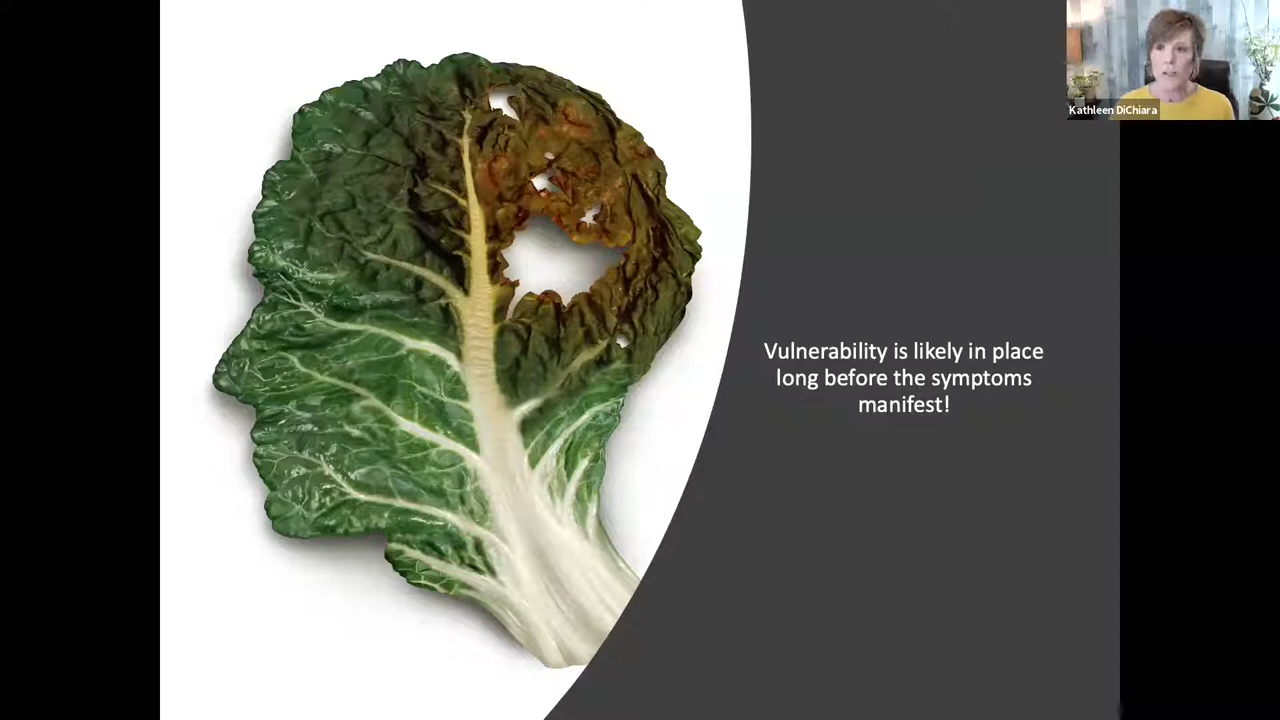 Kathleen DiChiara
Vulnerability is likely in place
long before the symptoms
manifest!